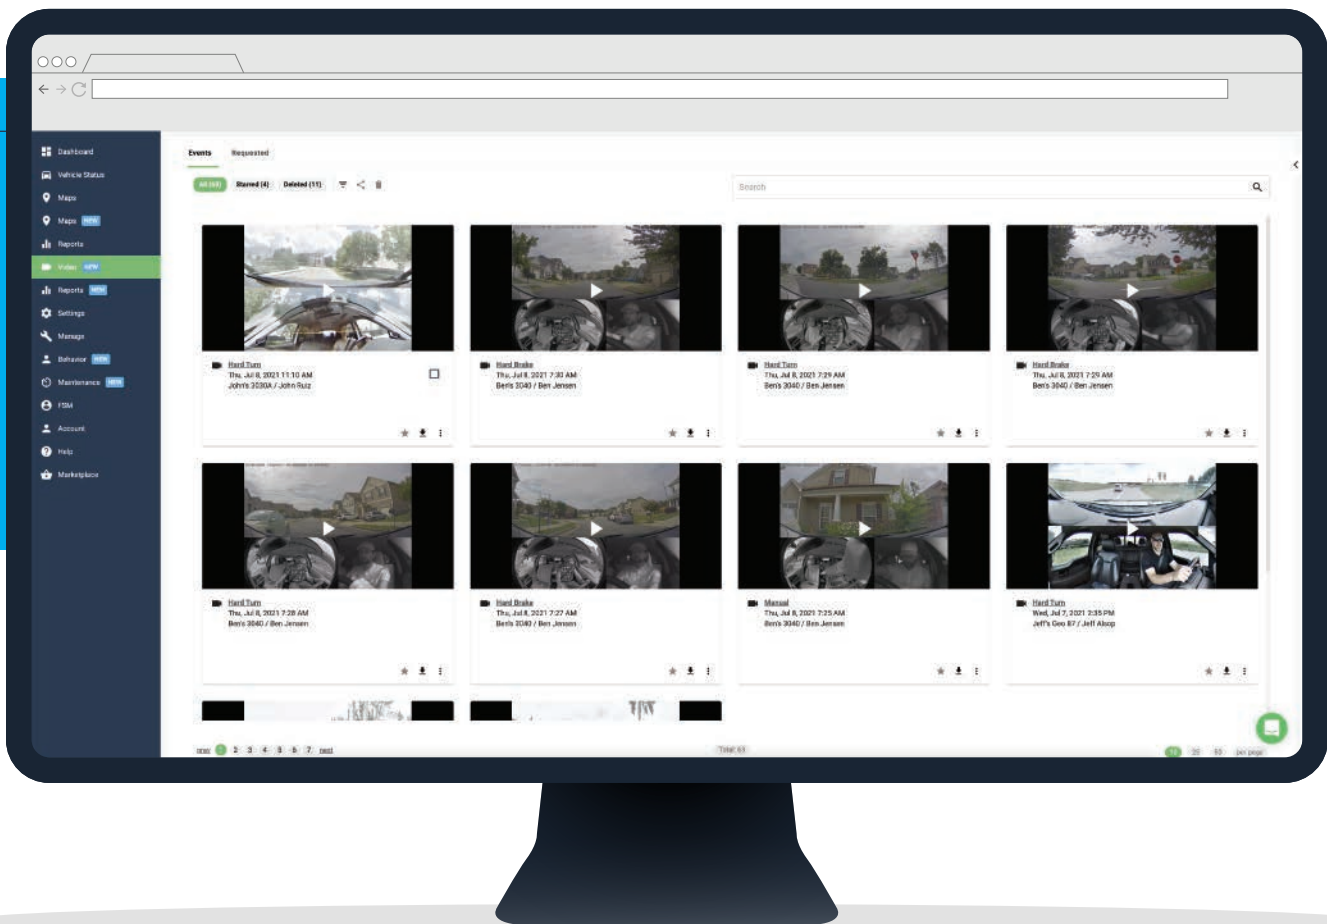 Dashboard
Vehicle Status
Maps
Maps NEW
Reports
Video NEW
Reports NEW
Settings
Manage
Behavior NEW
Maintenance NEW
FSM
Account
Help
Marketplace
Events Requested
Starred (4) Deleted (11)
Search
Hard Turn
Thu, Jul 8, 2021 11:10 AM
John's 3030A / John Ruiz
Hard Brake
Thu, Jul 8, 2021 7:30 AM
Ben's 3040 / Ben Jensen
Hard Turn
Thu, Jul 8, 2021 7:29 AM
Ben's 3040 / Ben Jensen
Hard Brake
Thu, Jul 8, 2021 7:29 AM
Ben's 3040 / Ben Jensen
Hard Turn
Thu, Jul 8, 2021 7:28 AM
Ben's 3040 / Ben Jensen
Hard Brake
Thu, Jul 8, 2021 7:27 AM
Ben's 3040 / Ben Jensen
Manual
Thu, Jul 8, 2021 7:25 AM
Ben's 3040 / Ben Jensen
Hard Turn
Wed, Jul 7, 2021 2:35 PM
Jeff's Geo 87 / Jeff Alsop
prev 1 2 3 4 5 6 7 next
Total: 63
per page